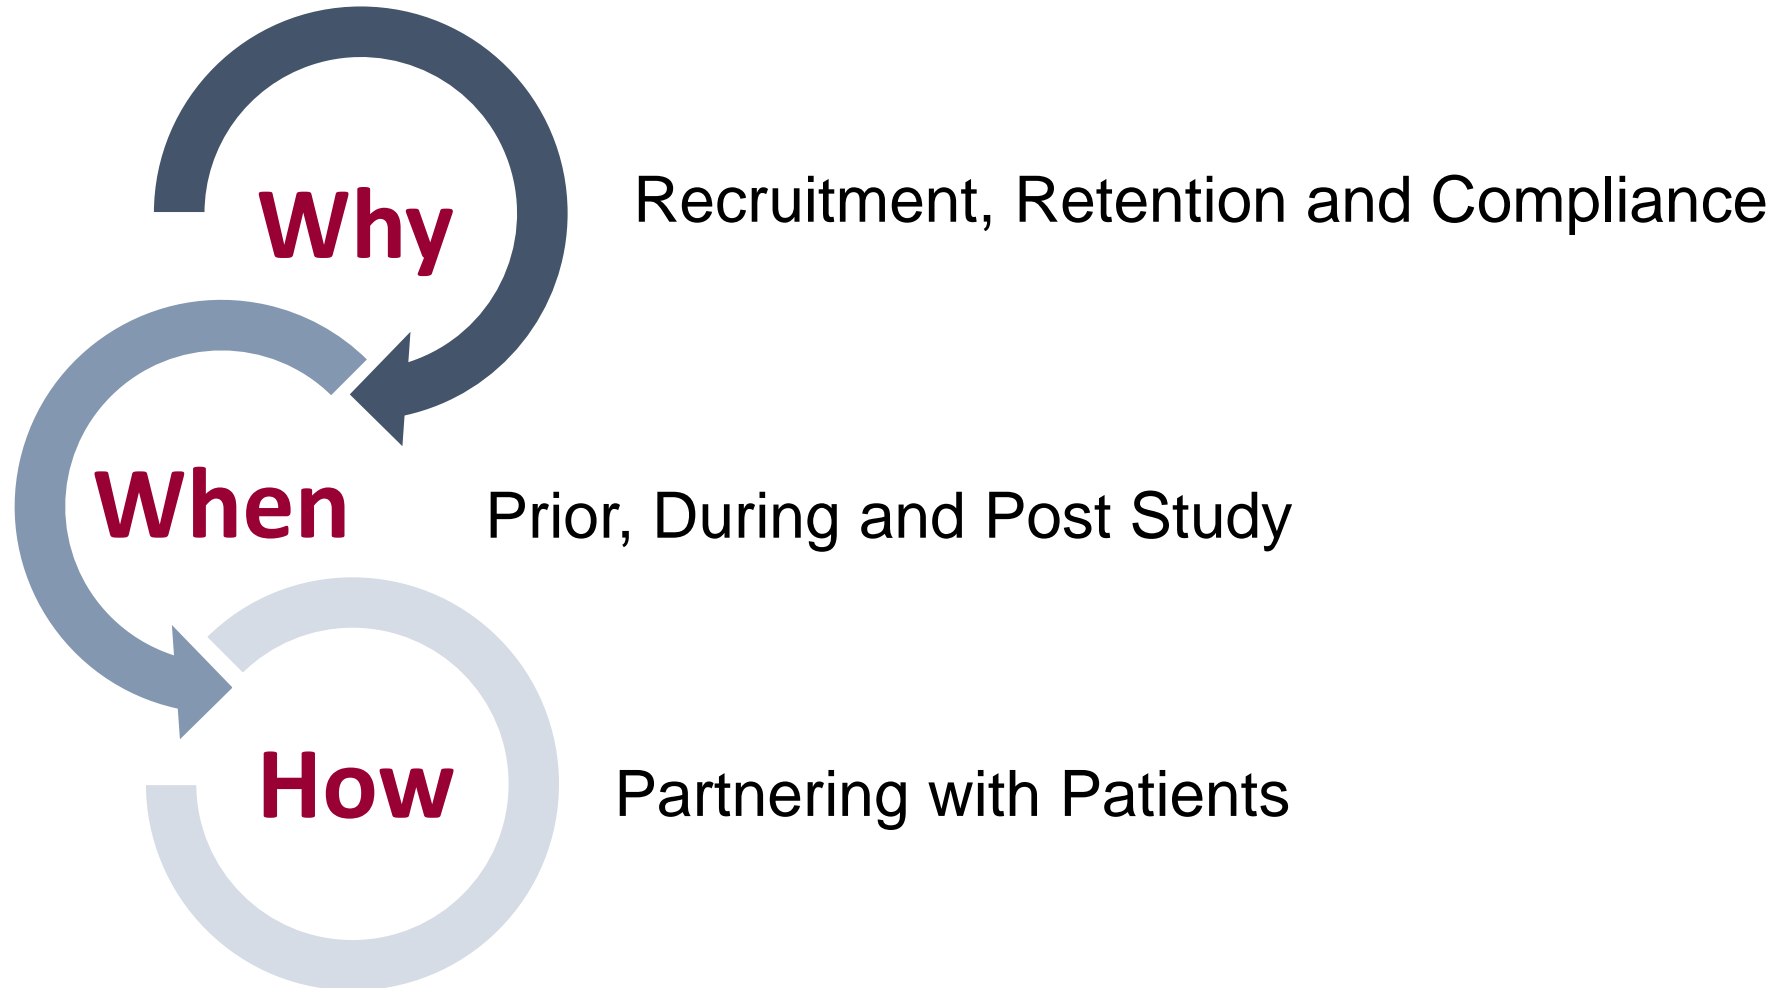 Why
Recruitment, Retention and Compliance
When
Prior, During and Post Study
How
Partnering with Patients